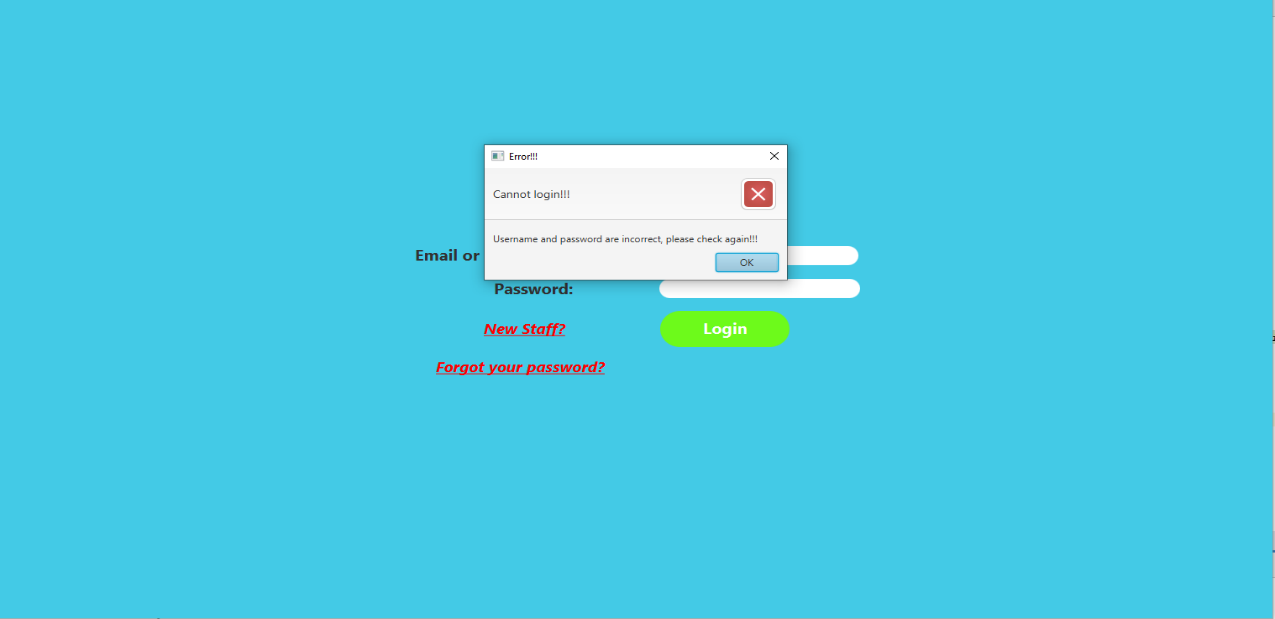 Error!!!
Cannot login!!!
Username and password are incorrect, please check again!!!
OK
Email or
Password:
New Staff?
Login
Forgot your password?